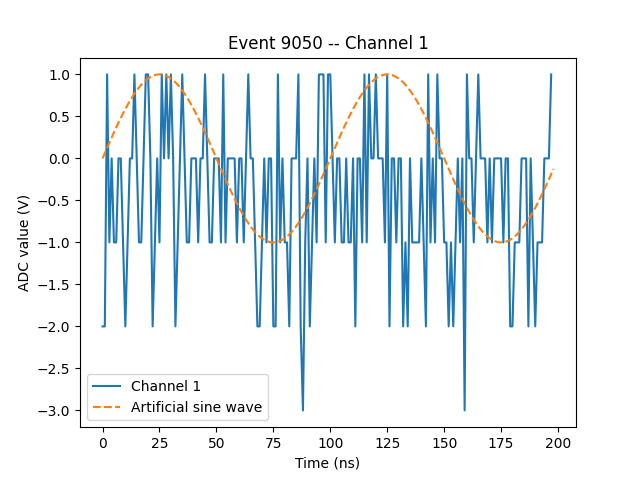 Event 9050 -- Channel 1
1.0
0.5
0.0
−0.5
−1.0
−1.5
−2.0
−2.5
−3.0
ADC value (V)
Channel 1
Artificial sine wave
0 25 50 75 100 125 150 175 200
Time (ns)